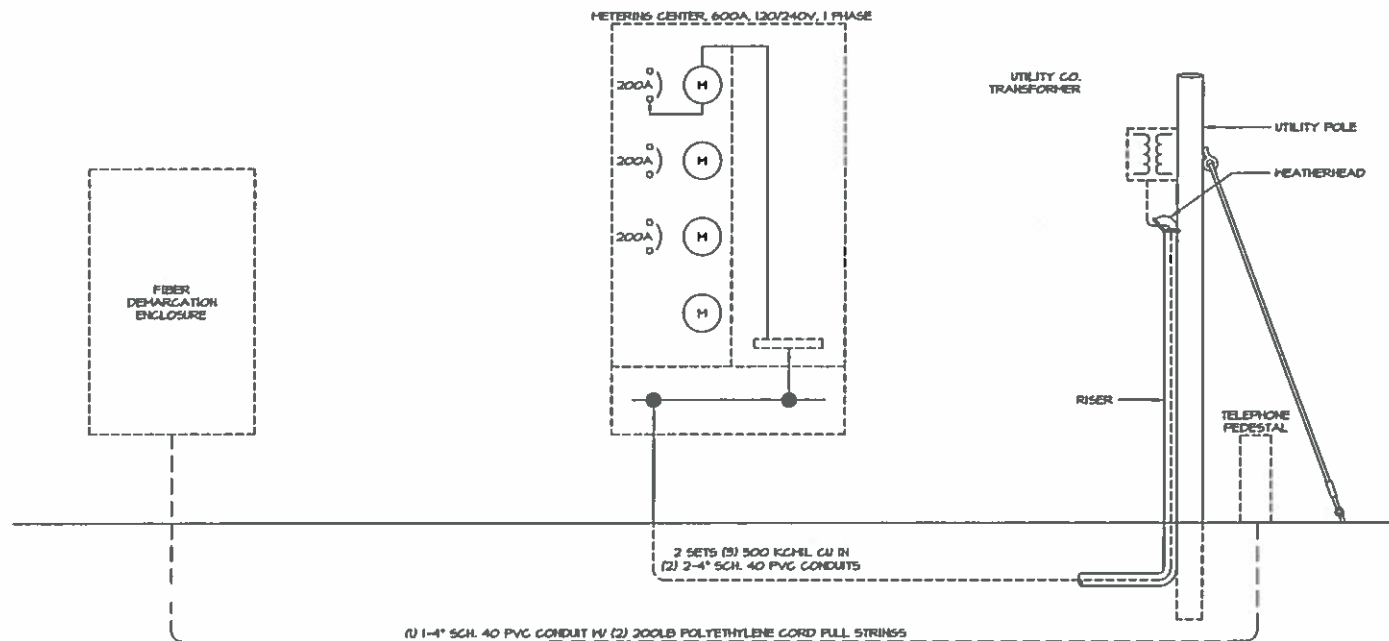 METERING CENTER, 600A, 120/240V, 1 PHASE
200A
M
UTILITY CO.
TRANSFORMER
UTILITY POLE
200A
M
WEATHERHEAD
200A
M
FIBER
DEMARCATION
ENCLOSURE
M
RISER
TELEPHONE
PEDESTAL
2 SETS (3) 500 KCMIL CU IN
(2) 2-4" SCH. 40 PVC CONDUITS
(1) 1-4" SCH. 40 PVC CONDUIT W/ (2) 200LB POLYETHYLENE CORD PULL STRINGS